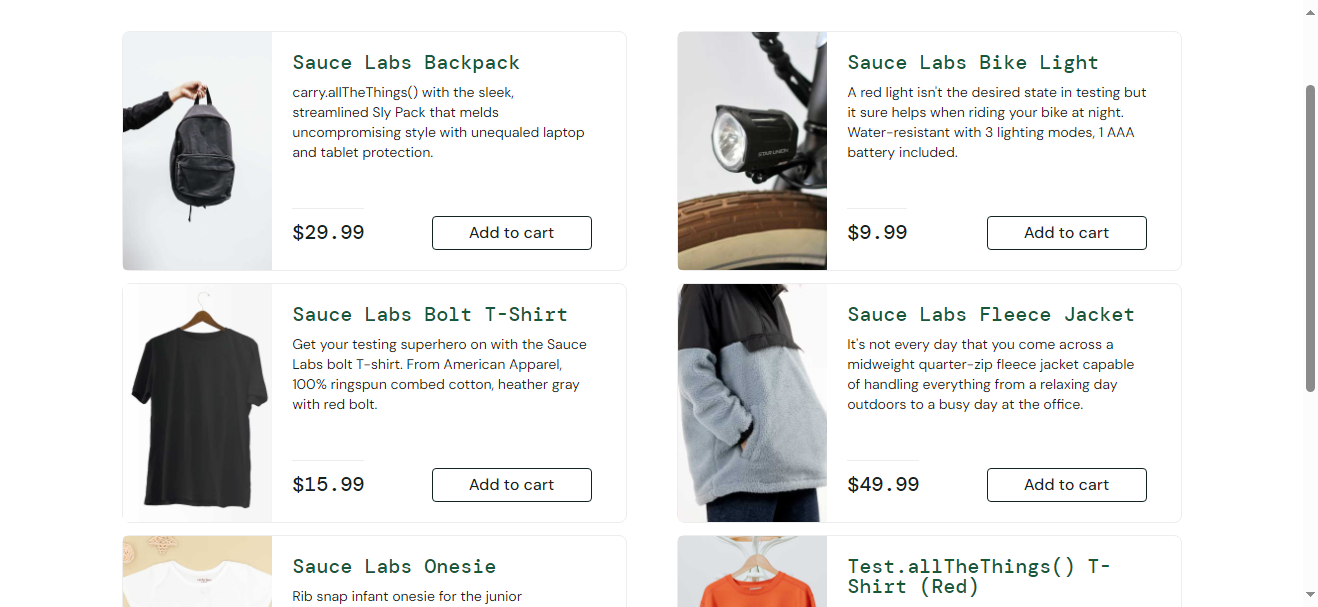 Sauce Labs Backpack
carry.allTheThings() with the sleek,
streamlined Sly Pack that melds
uncompromising style with unequaled laptop
and tablet protection.
$29.99
Add to cart
Sauce Labs Bike Light
A red light isn't the desired state in testing but
it sure helps when riding your bike at night.
Water-resistant with 3 lighting modes, 1 AAA
battery included.
$9.99
Add to cart
STAR UNION
Sauce Labs Bolt T-Shirt
Get your testing superhero on with the Sauce
Labs bolt T-shirt. From American Apparel,
100% ringspun combed cotton, heather gray
with red bolt.
$15.99
Add to cart
Sauce Labs Fleece Jacket
It's not every day that you come across a
midweight quarter-zip fleece jacket capable
of handling everything from a relaxing day
outdoors to a busy day at the office.
$49.99
Add to cart
Sauce Labs Onesie
Rib snap infant onesie for the junior
Test.allTheThings() T-
Shirt (Red)